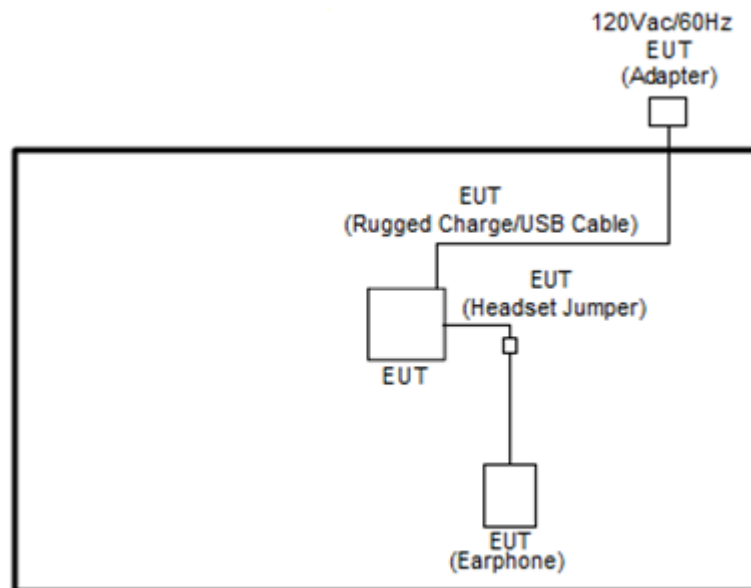 120Vac/60Hz
EUT
(Adapter)
EUT
(Rugged Charge/USB Cable)
EUT
(Headset Jumper)
EUT
EUT
(Earphone)